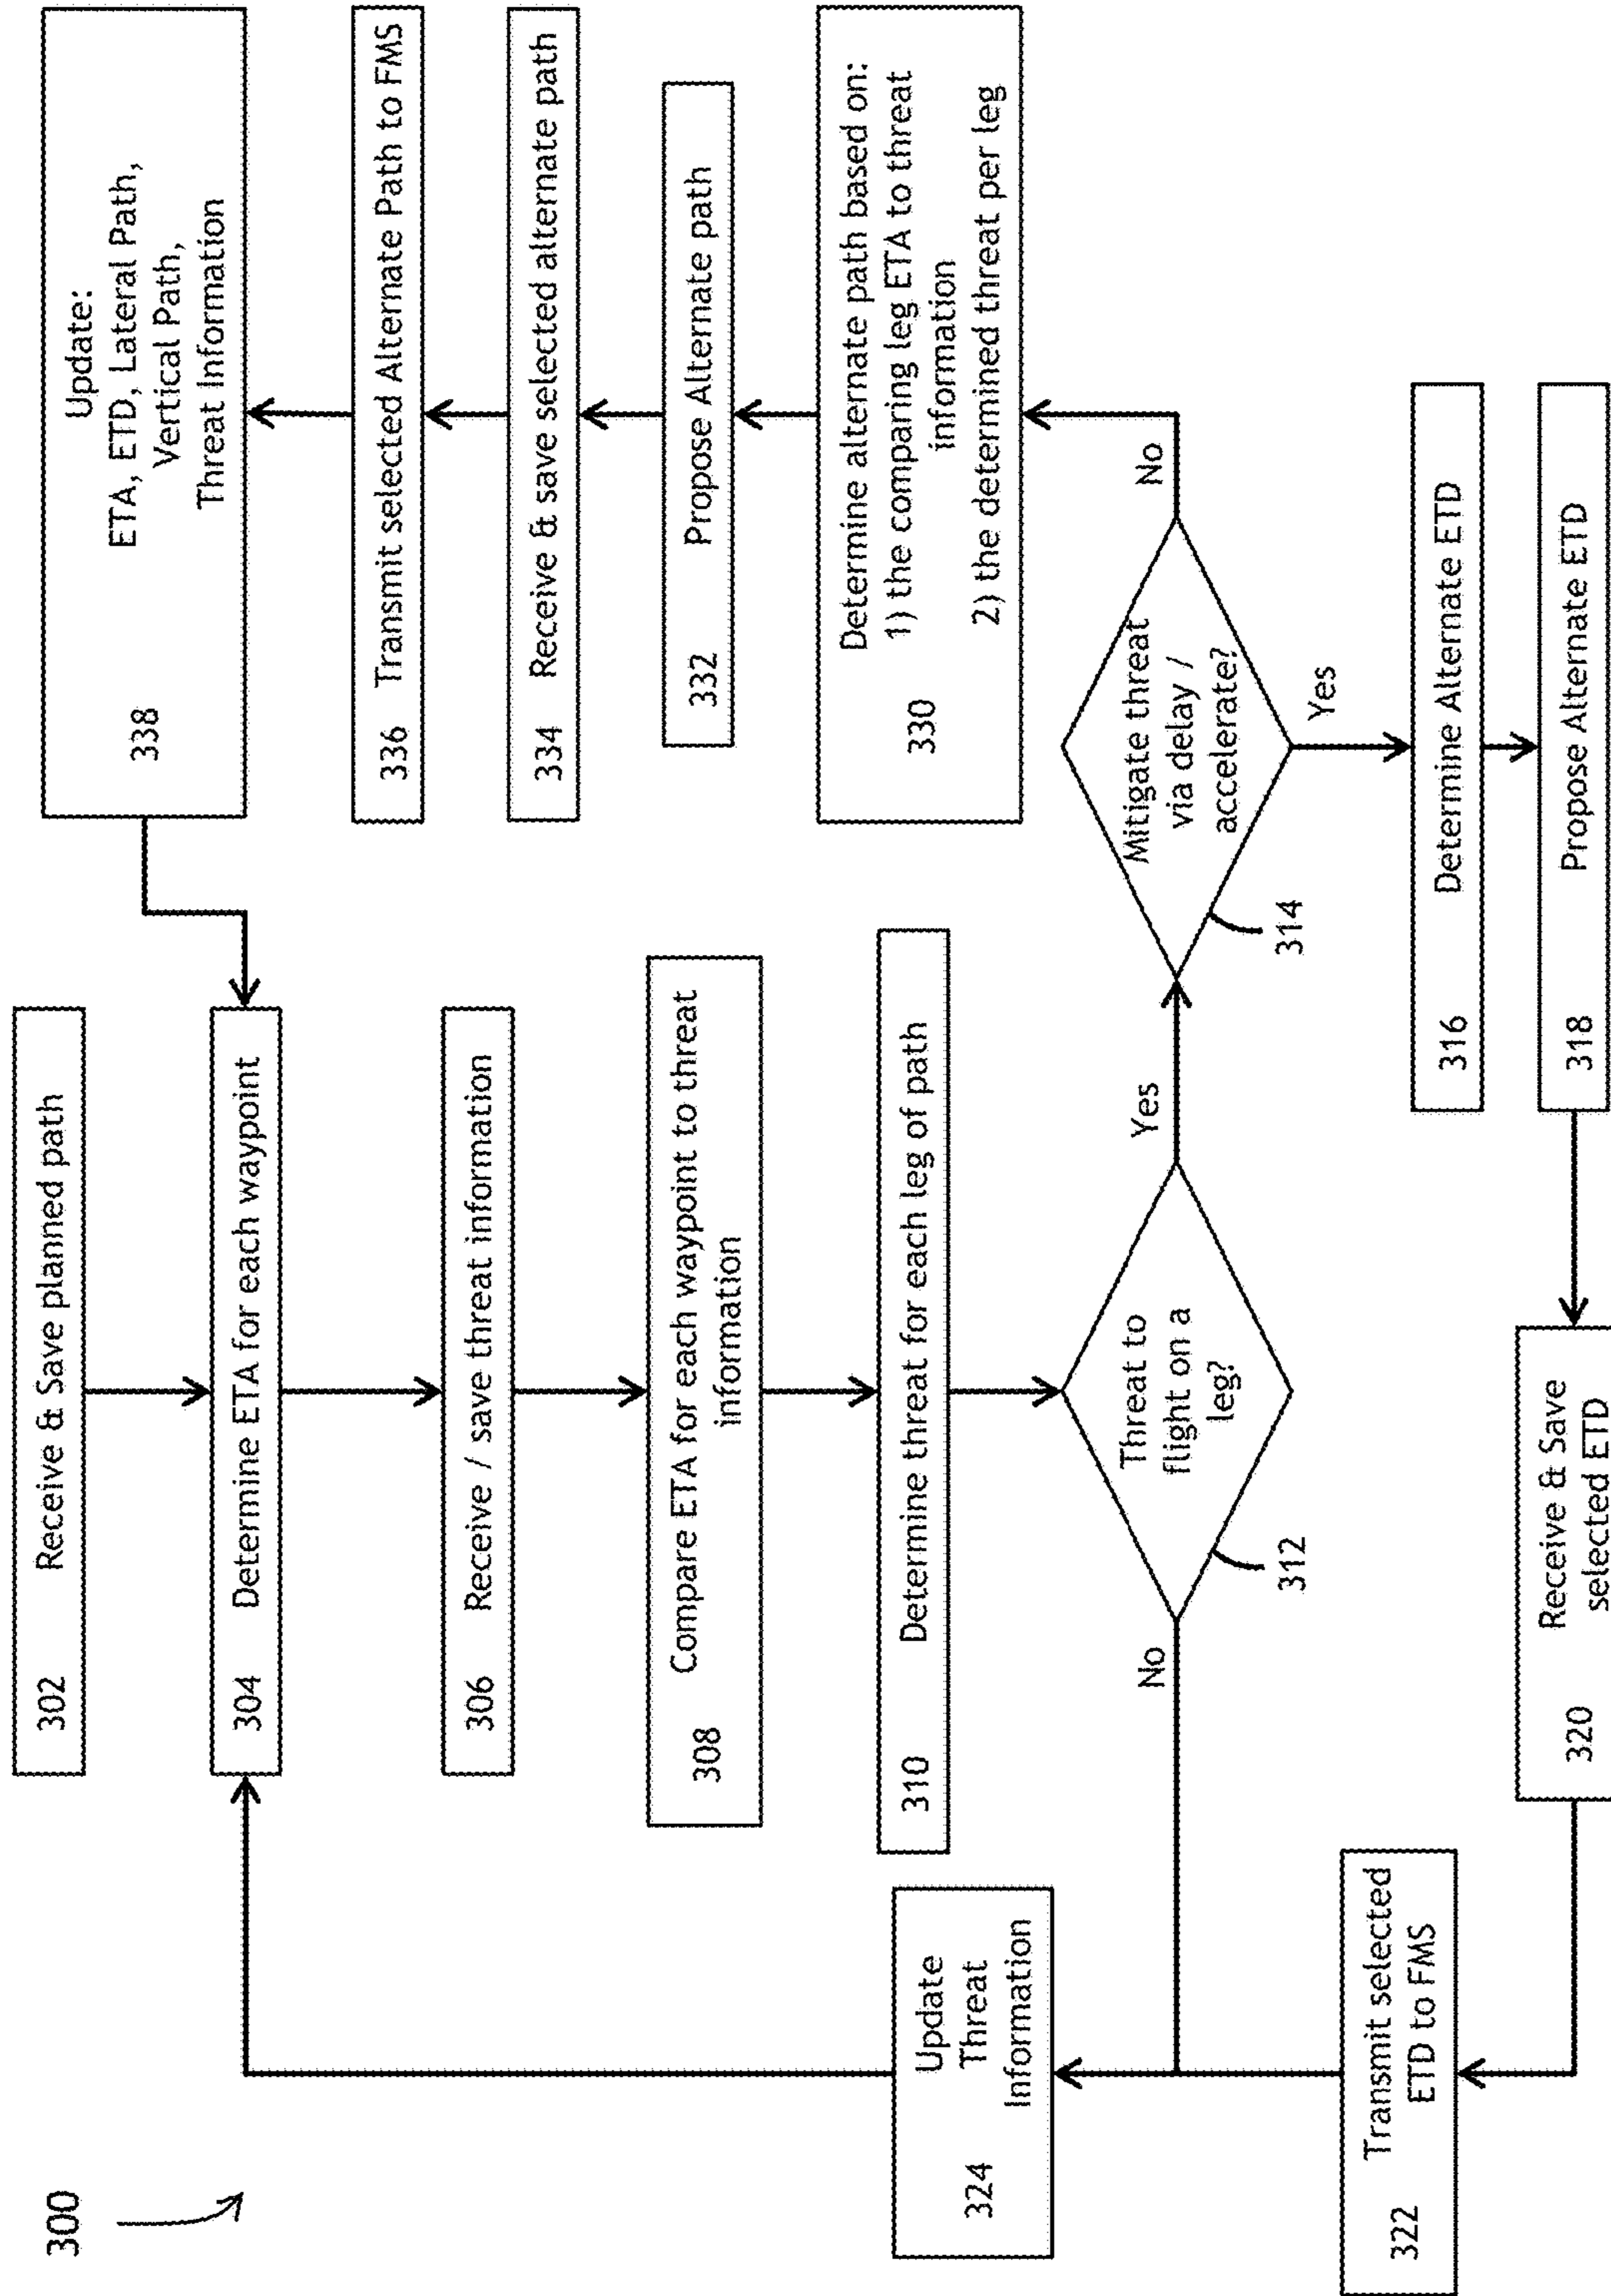 300
302 Receive & Save planned path
304 Determine ETA for each waypoint
306 Receive / save threat information
308 Compare ETA for each waypoint to threat
information
310 Determine threat for each leg of path
Threat to
flight on a
leg?
312
No
Yes
Mitigate threat
via delay /
accelerate?
314
Yes
No
316 Determine Alternate ETD
318 Propose Alternate ETD
320 Receive & Save
selected ETD
322 Transmit selected
ETD to FMS
324 Update
Threat
Information
Determine alternate path based on:
330 1) the comparing leg ETA to threat
information
2) the determined threat per leg
332 Propose Alternate path
334 Receive & save selected alternate path
336 Transmit selected Alternate Path to FMS
338 Update:
ETA, ETD, Lateral Path,
Vertical Path,
Threat Information